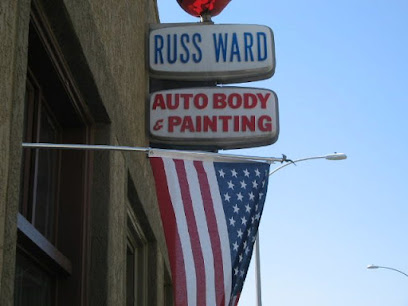 RUSS WARD
AUTO BODY
& PAINTING